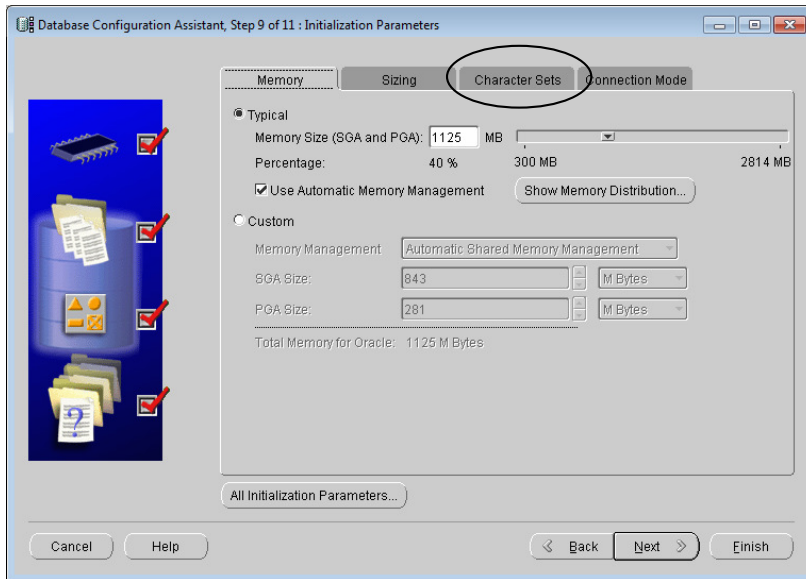 Database Configuration Assistant, Step 9 of 11 : Initialization Parameters
Memory Sizing Character Sets Connection Mode
Typical
Memory Size (SGA and PGA): 1125 MB
Percentage: 40 % 300 MB 2814 MB
Use Automatic Memory Management Show Memory Distribution...
Custom
Memory Management Automatic Shared Memory Management
SGA Size: 843 M Bytes
PGA Size: 281 M Bytes
Total Memory for Oracle: 1125 M Bytes
?
All Initialization Parameters...
Cancel Help Back Next Finish